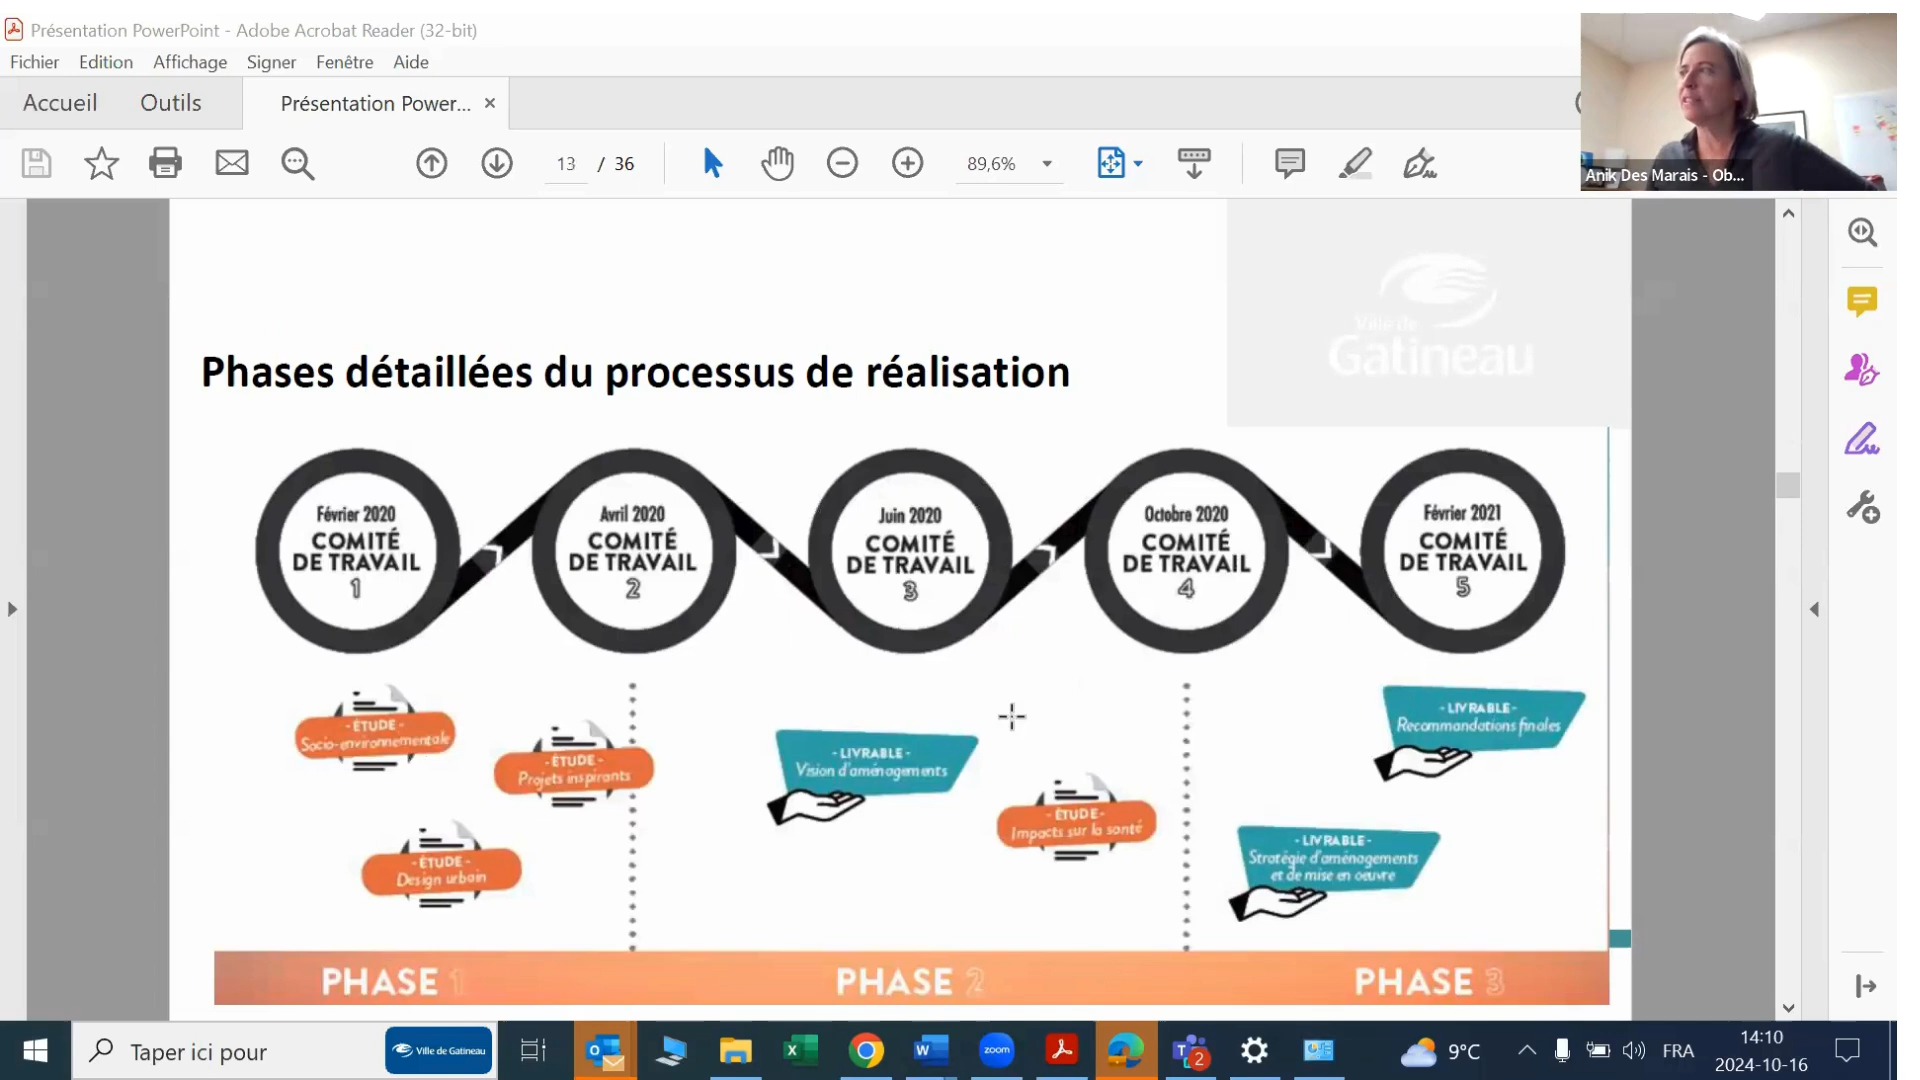 Présentation PowerPoint - Adobe Acrobat Reader (32-bit)
Fichier Edition Affichage Signer Fenêtre Aide
Accueil Outils Présentation Power... ×
13 / 36 89,6%
Anik Des Marais - Ob...
Ville de
Gatineau
Phases détaillées du processus de réalisation
Février 2020
COMITÉ
DE TRAVAIL
1
Avril 2020
COMITÉ
DE TRAVAIL
2
Juin 2020
COMITÉ
DE TRAVAIL
3
Octobre 2020
COMITÉ
DE TRAVAIL
4
Février 2021
COMITÉ
DE TRAVAIL
5
- ÉTUDE -
Socio-environnementale
- ÉTUDE -
Projets inspirants
- ÉTUDE -
Design urbain
- LIVRABLE -
Vision d'aménagements
- ÉTUDE -
Impacts sur la santé
- LIVRABLE -
Recommandations finales
- LIVRABLE -
Stratégie d'aménagements
et de mise en oeuvre
PHASE 1 PHASE 2 PHASE 3
Taper ici pour
Ville de Gatineau
zoom
2
9°C
FRA
14:10
2024-10-16